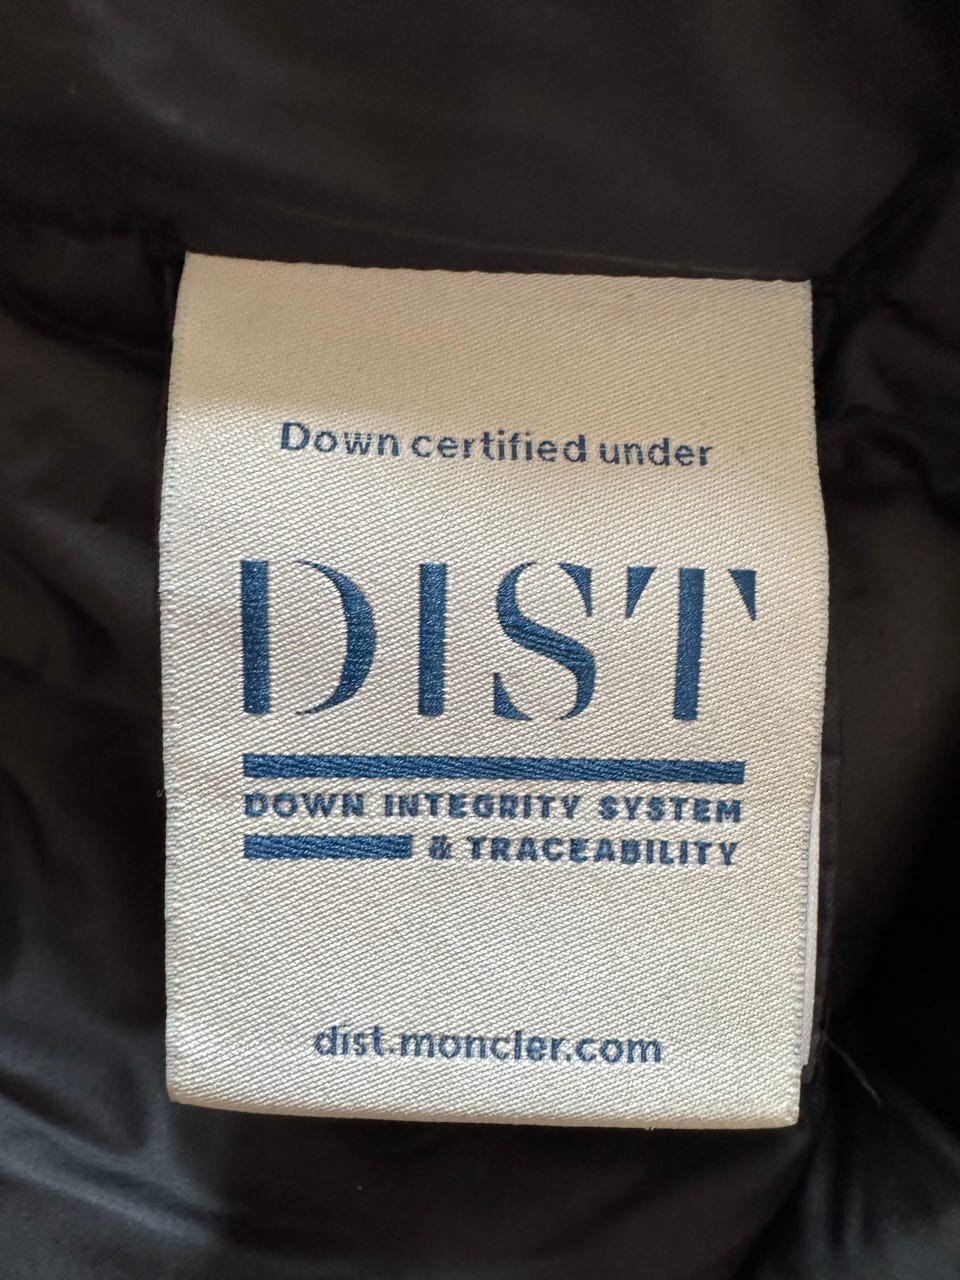 Down certified under
DIST
DOWN INTEGRITY SYSTEM
& TRACEABILITY
dist.moncler.com